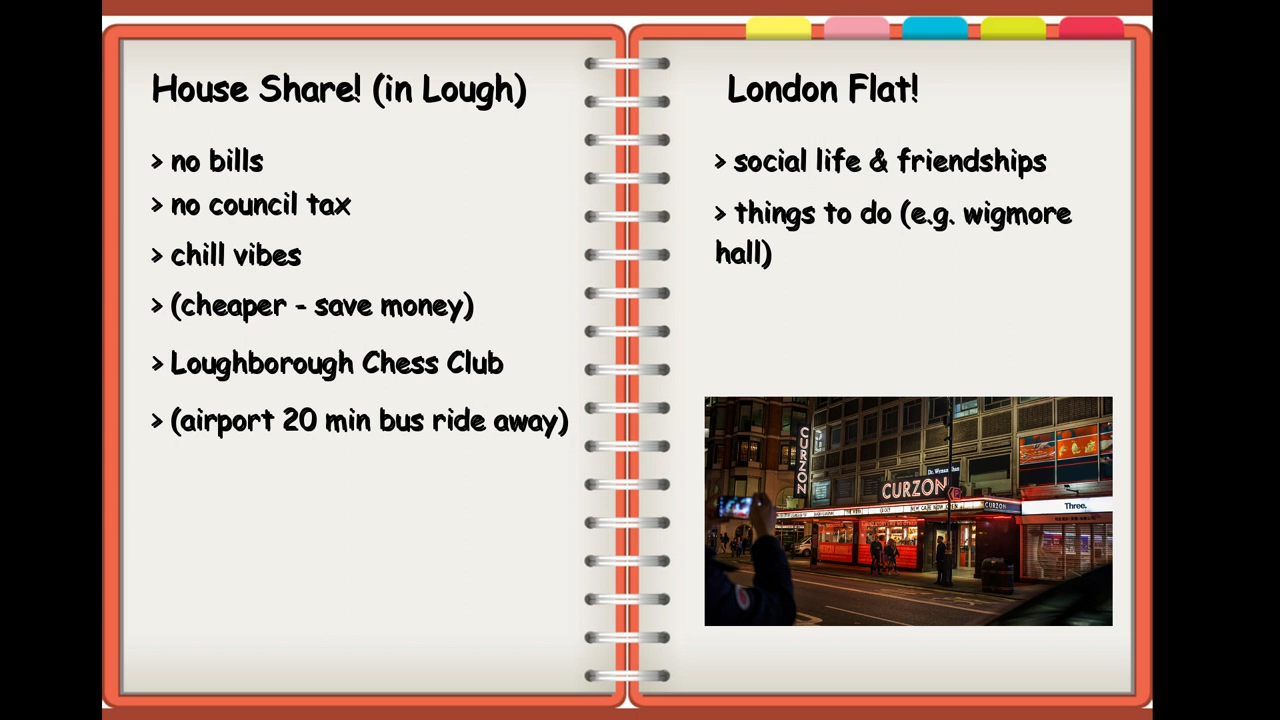 House Share! (in Lough)
> no bills
> no council tax
> chill vibes
> (cheaper - save money)
> Loughborough Chess Club
> (airport 20 min bus ride away)
London Flat!
> social life & friendships
> things to do (e.g. wigmore
hall)
CURZON
CURZON
CURZON
Three.